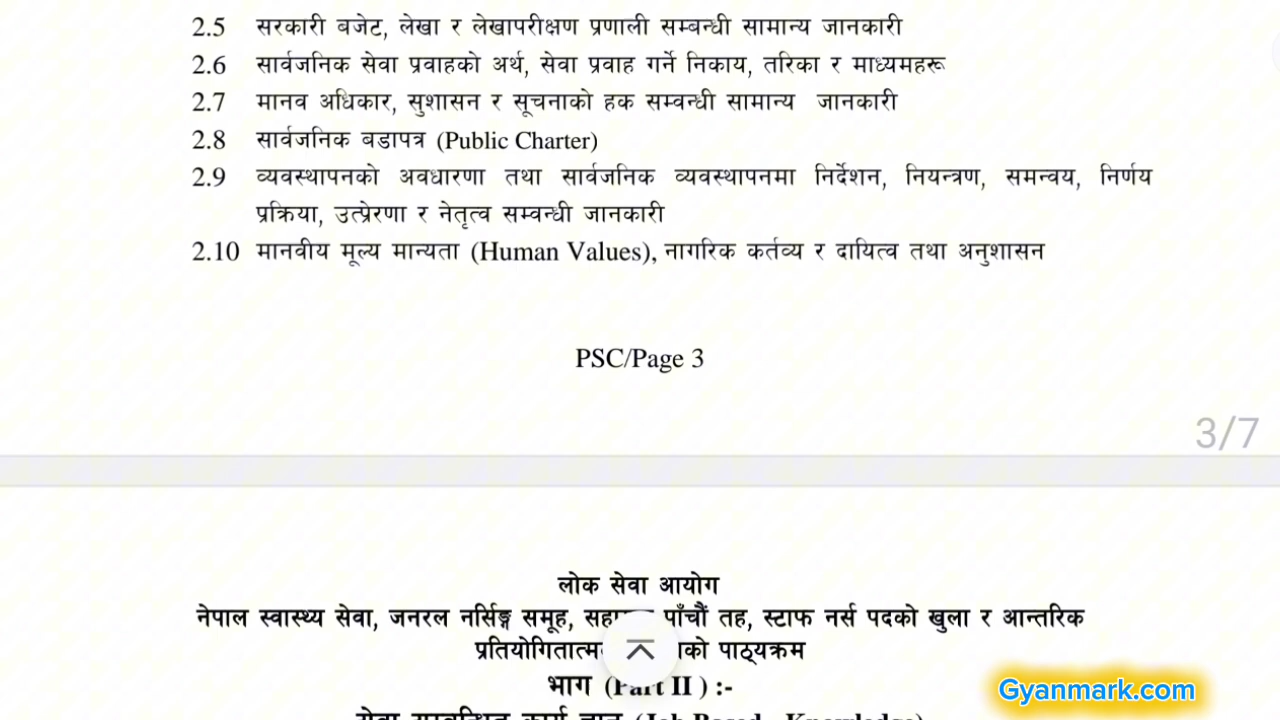 2.5 सरकारी बजेट, लेखा र लेखापरीक्षण प्रणाली सम्बन्धी सामान्य जानकारी
2.6 सार्वजनिक सेवा प्रवाहको अर्थ, सेवा प्रवाह गर्ने निकाय, तरिका र माध्यमहरू
2.7 मानव अधिकार, सुशासन र सूचनाको हक सम्वन्धी सामान्य जानकारी
2.8 सार्वजनिक बडापत्र (Public Charter)
2.9 व्यवस्थापनको अवधारणा तथा सार्वजनिक व्यवस्थापनमा निर्देशन, नियन्त्रण, समन्वय, निर्णय
प्रक्रिया, उत्प्रेरणा र नेतृत्व सम्वन्धी जानकारी
2.10 मानवीय मूल्य मान्यता (Human Values), नागरिक कर्तव्य र दायित्व तथा अनुशासन
PSC/Page 3
3/7
लोक सेवा आयोग
नेपाल स्वास्थ्य सेवा, जनरल नर्सिङ्ग समूह, पाँचौं तह, स्टाफ नर्स पदको खुला र आन्तरिक
पाठ्यक्रम
भाग (Part II ) :-
Gyanmark.com